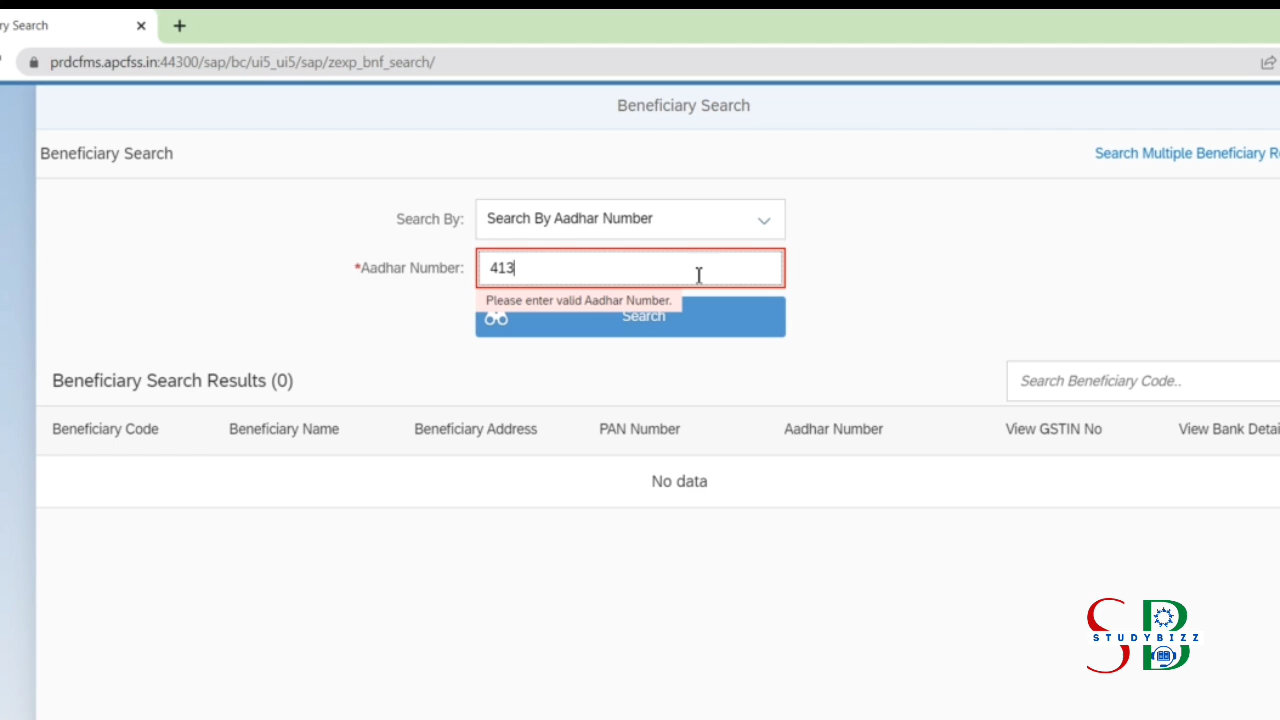 ry Search
prdcfms.apcfss.in:44300/sap/bc/ui5_ui5/sap/zexp_bnf_search/
Beneficiary Search
Beneficiary Search
Search Multiple Beneficiary R
Search By: Search By Aadhar Number
*Aadhar Number: 413
Please enter valid Aadhar Number.
Search
Beneficiary Search Results (0)
Search Beneficiary Code..
Beneficiary Code Beneficiary Name Beneficiary Address PAN Number Aadhar Number View GSTIN No View Bank Detai
No data
SB
STUDYBIZZ